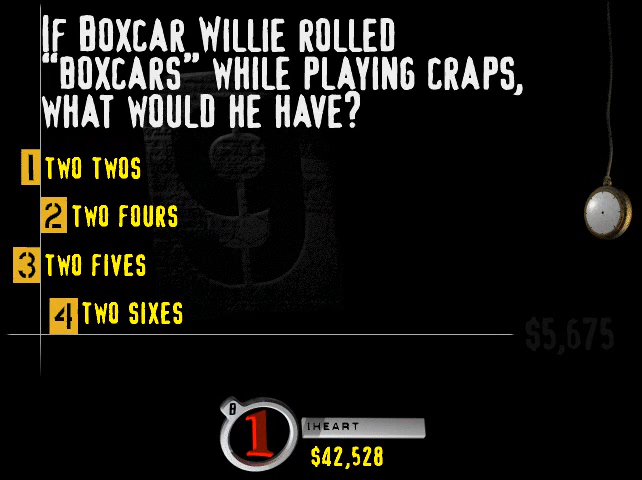 IF BOXCAR WILLIE ROLLED
"BOXCARS" WHILE PLAYING CRAPS,
WHAT WOULD HE HAVE?
1 TWO TWOS
2 TWO FOURS
3 TWO FIVES
4 TWO SIXES
$5,675
8
1 1HEART
$42,528